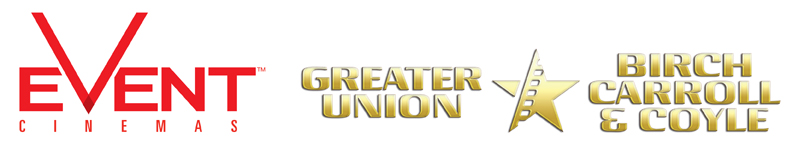 EVENT™
CINEMAS
GREATER
UNION
BIRCH
CARROLL
& COYLE